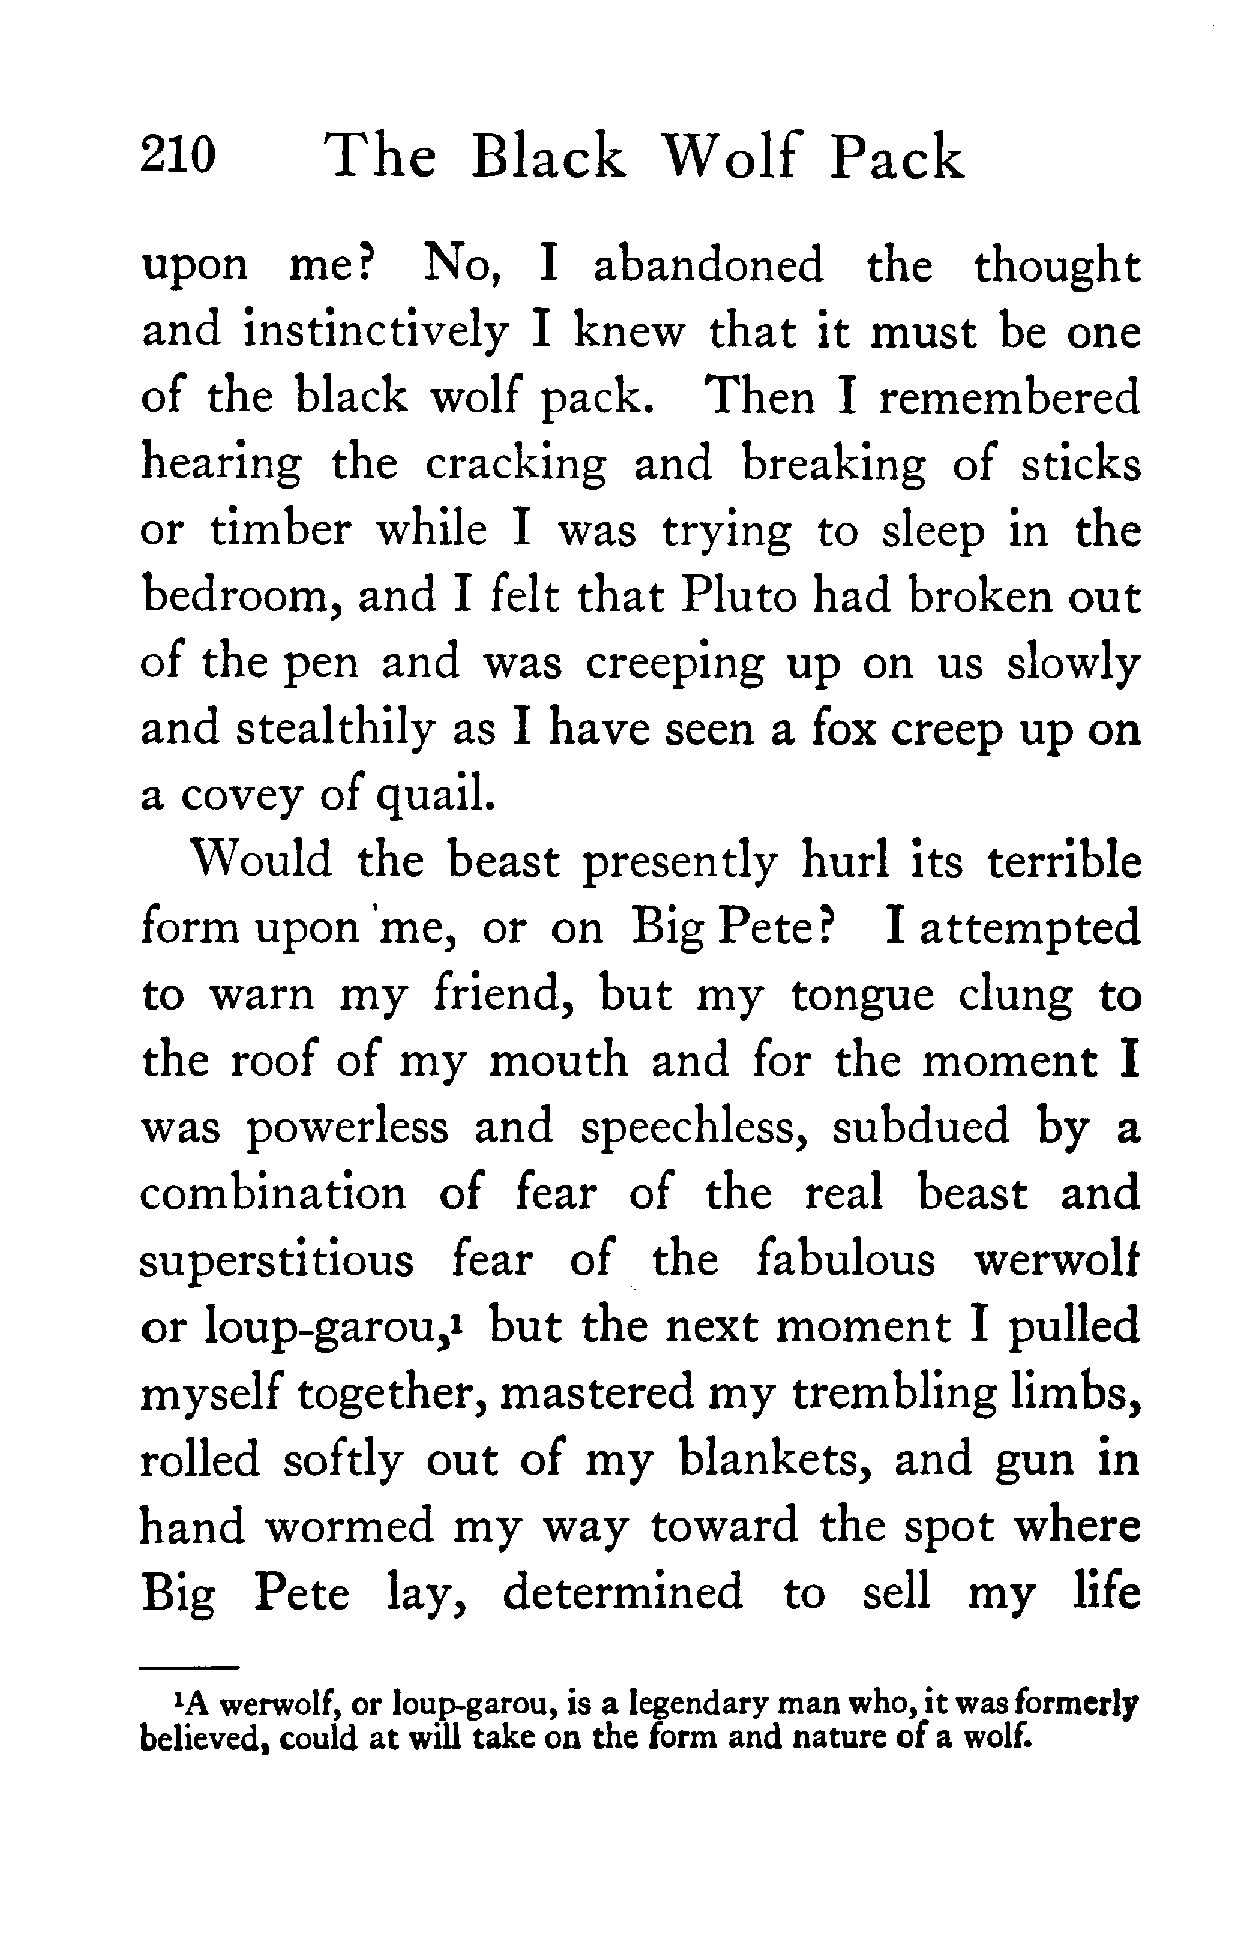 210 The Black Wolf Pack
upon me? No, I abandoned the thought
and instinctively I knew that it must be one
of the black wolf pack. Then I remembered
hearing the cracking and breaking of sticks
or timber while I was trying to sleep in the
bedroom, and I felt that Pluto had broken out
of the pen and was creeping up on us slowly
and stealthily as I have seen a fox creep up on
a covey of quail.
Would the beast presently hurl its terrible
form upon 'me, or on Big Pete? I attempted
to warn my friend, but my tongue clung to
the roof of my mouth and for the moment I
was powerless and speechless, subdued by a
combination of fear of the real beast and
superstitious fear of the fabulous werwolf
or loup-garou,¹ but the next moment I pulled
myself together, mastered my trembling limbs,
rolled softly out of my blankets, and gun in
hand wormed my way toward the spot where
Big Pete lay, determined to sell my life
¹A werwolf, or loup-garou, is a legendary man who, it was formerly
believed, could at will take on the form and nature of a wolf.